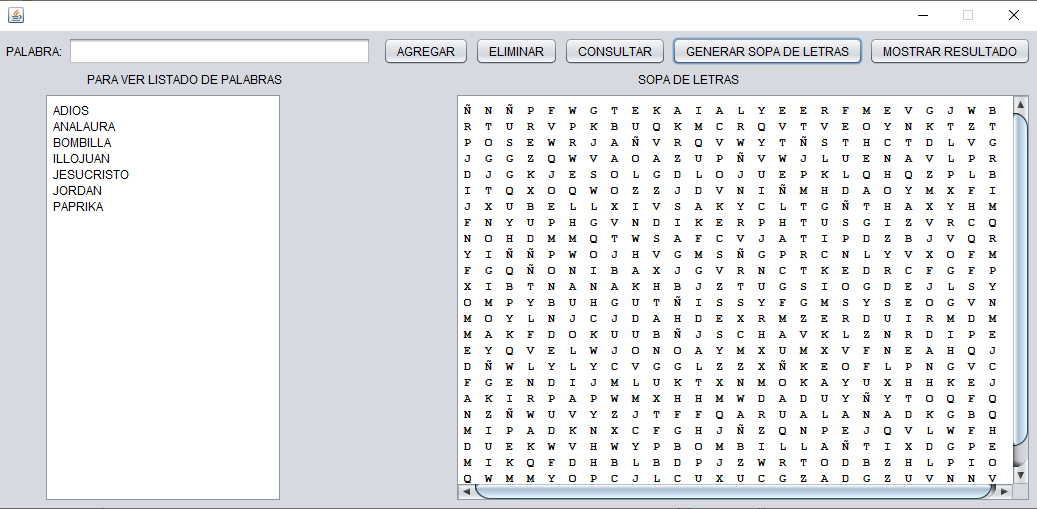 PALABRA: AGREGAR ELIMINAR CONSULTAR GENERAR SOPA DE LETRAS MOSTRAR RESULTADO
PARA VER LISTADO DE PALABRAS
ADIOS
ANALAURA
BOMBILLA
ILLOJUAN
JESUCRISTO
JORDAN
PAPRIKA
SOPA DE LETRAS
Ñ N Ñ P F W G T E K A I A L Y E E R F M E V G J W B
R T U R V P K B U Q K M C R Q V T V E O Y N K T Z T
P O S E W R J A Ñ V R Q V W Y T Ñ S T H C T D L V G
J G G Z Q W V A O A Z U P Ñ V W J L U E N A V L P R
D J G K J E S O L G D L O J U E P K L Q H Q Z P L B
I T Q X O Q W O Z Z J D V N I Ñ M H D A O Y M X F I
J X U B E L L X I V S A K Y C L T G Ñ T H A X Y H M
F N Y U P H G V N D I K E R P H T U S G I Z V R C Q
N O H D M M Q T W S A F C V J A T I P D Z B J V Q R
Y I Ñ Ñ P W O J H V G M S Ñ G P R C N L Y V X O F M
F G Q Ñ O N I B A X J G V R N C T K E D R C F G F P
X I B T N A N A K H B J Z T U G S I O G D E J L S Y
O M P Y B U H G U T Ñ I S S Y F G M S Y S E O G V N
M O Y L N J C J D A H D E X R M Z E R D U I R M D M
M A K F D O K U U B Ñ J S C H A V K L Z N R D I P E
E Y Q V E L W J O N O A Y M X U M X V F N E A H Q J
D Ñ W L Y L Y C V G G L Z Z X Ñ K E O F L P N G V C
F G E N D I J M L U K T X N M O K A Y U X H H K E J
A K I R P A P W M X H H M W D A D U Y Ñ Y T O Q F Q
N Z Ñ W U V Y Z J T F F Q A R U A L A N A D K G B Q
M I P A D K N X C F G H J Ñ Z Q N P E J Q V L W F H
D U E K W V H W Y P B O M B I L L A Ñ T I X D G P E
M I K Q F D H B L B D P J Z W R T O D B Z H L P I O
Q W M M Y O P C J L C U X U C G Z A D G Z U V N N V